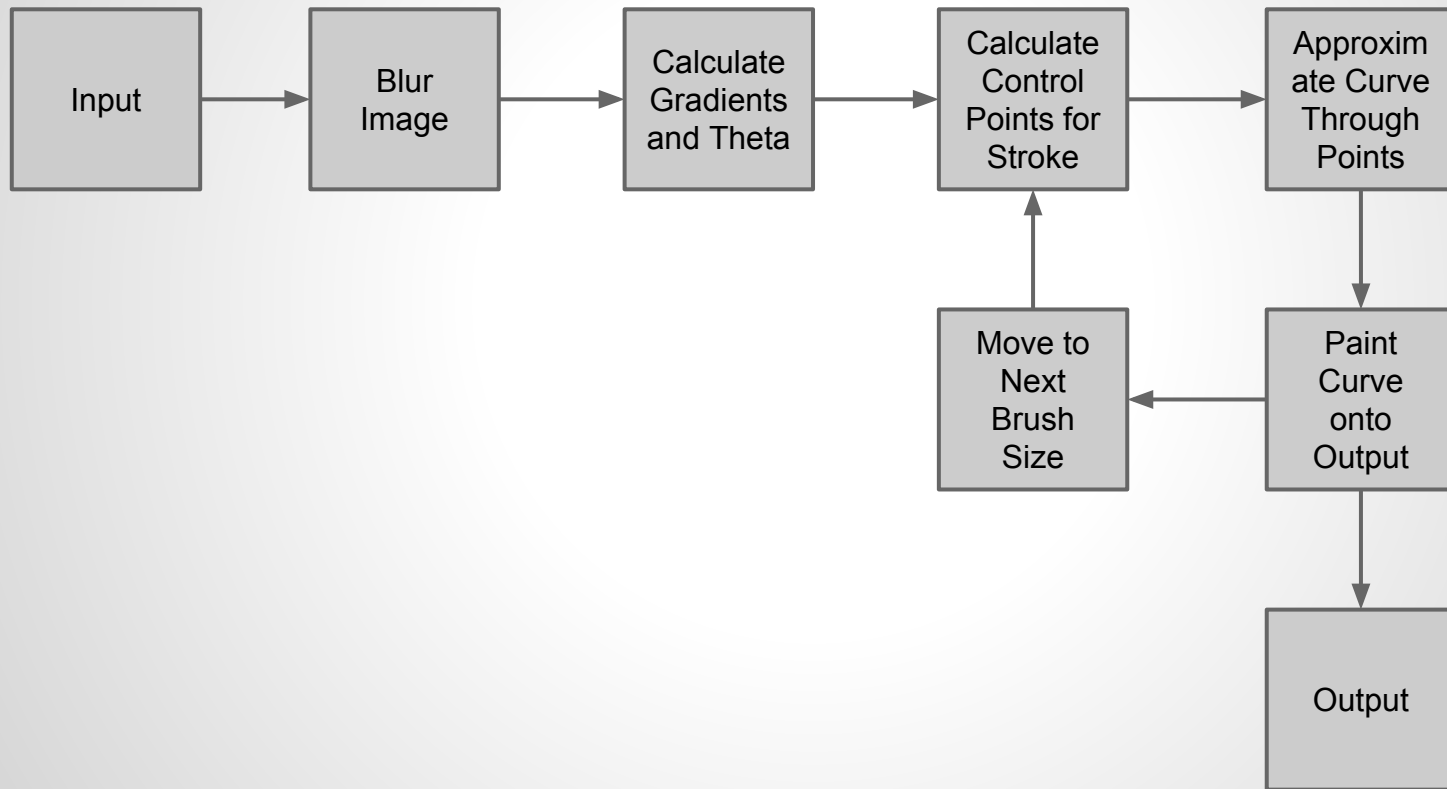 Input
Blur
Image
Calculate
Gradients
and Theta
Calculate
Control
Points for
Stroke
Approxim
ate Curve
Through
Points
Move to
Next
Brush
Size
Paint
Curve
onto
Output
Output